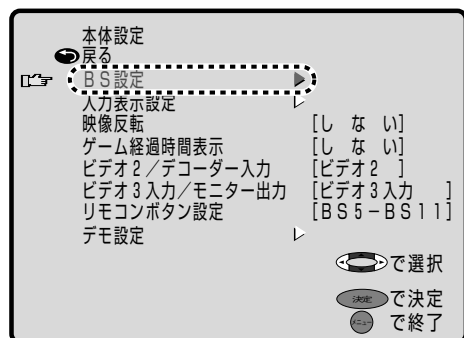 本体設定
戻る
BS設定
入力表示設定
映像反転 [し な い]
ゲーム経過時間表示 [し な い]
ビデオ2／デコーダー入力 [ビデオ2 ]
ビデオ3入力／モニター出力 [ビデオ3入力 ]
リモコンボタン設定 [BS5－BS11]
デモ設定
で選択
決定 で決定
メニュー で終了